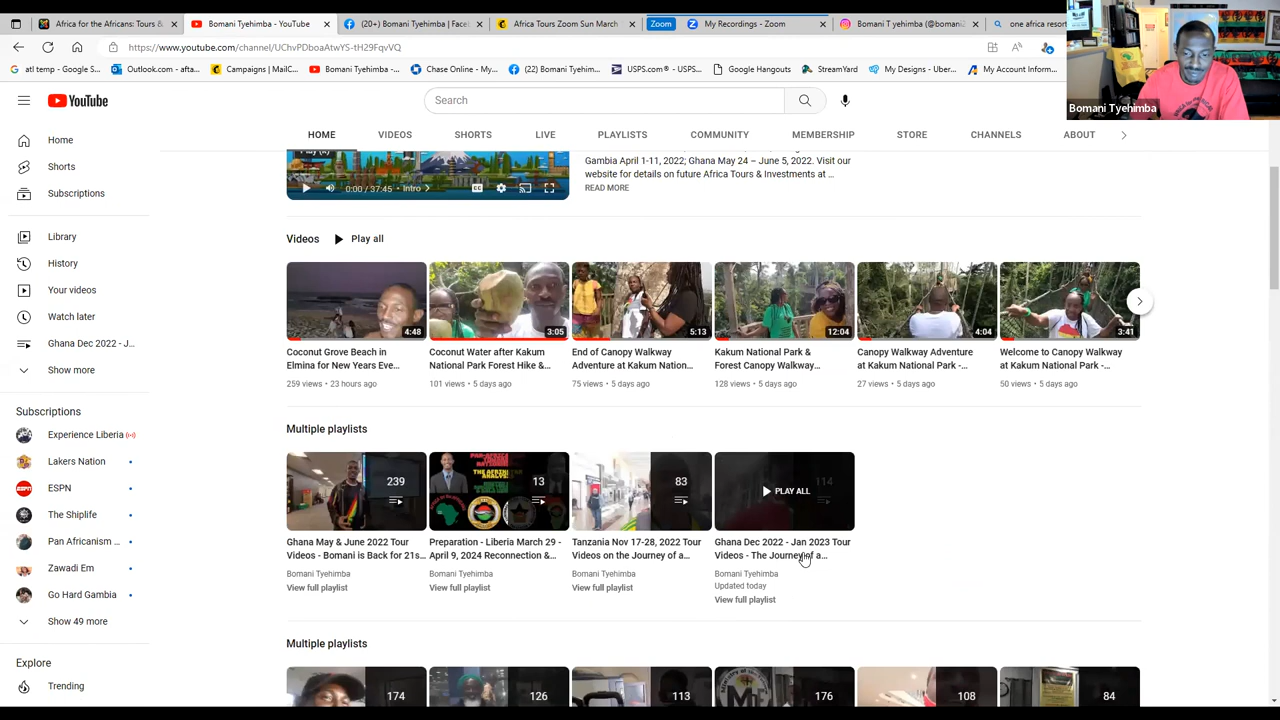 Africa for the Africans: Tours &
Bomani Tyehimba - YouTube
(20+) Bomani Tyehimba | Face
Africa Tours Zoom Sun March
Zoom
My Recordings - Zoom
Bomani T yehimba (@bomani
one africa resort
https://www.youtube.com/channel/UChvPDboaAtwYS-tH29FqvVQ
atl temp - Google S...
Outlook.com - afta...
Campaigns | MailC...
Bomani Tyehimba -...
Chase Online - My...
(25) Bomani Tyehim...
USPS.com® - USPS...
Google Hangouts
StreamYard
My Designs - Uber...
My Account Inform...
Bomani Tyehimba
YouTube
Search
HOME
VIDEOS
SHORTS
LIVE
PLAYLISTS
COMMUNITY
MEMBERSHIP
STORE
CHANNELS
ABOUT
Home
Shorts
Subscriptions
Library
History
Your videos
Watch later
Ghana Dec 2022 - J...
Show more
Subscriptions
Experience Liberia
Lakers Nation
ESPN
The Shiplife
Pan Africanism ...
Zawadi Em
Go Hard Gambia
Show 49 more
Explore
Trending
Play (k)
0:00 / 37:45 • Intro
Gambia April 1-11, 2022; Ghana May 24 – June 5, 2022. Visit our
website for details on future Africa Tours & Investments at ...
READ MORE
Videos
Play all
4:48
3:05
5:13
12:04
4:04
3:41
Coconut Grove Beach in
Elmina for New Years Eve...
259 views • 23 hours ago
Coconut Water after Kakum
National Park Forest Hike &...
101 views • 5 days ago
End of Canopy Walkway
Adventure at Kakum Nation...
75 views • 5 days ago
Kakum National Park &
Forest Canopy Walkway...
128 views • 5 days ago
Canopy Walkway Adventure
at Kakum National Park -...
27 views • 5 days ago
Welcome to Canopy Walkway
at Kakum National Park -...
50 views • 5 days ago
Multiple playlists
239
13
83
PLAY ALL
114
Ghana May & June 2022 Tour
Videos - Bomani is Back for 21s...
Bomani Tyehimba
View full playlist
Preparation - Liberia March 29 -
April 9, 2024 Reconnection &...
Bomani Tyehimba
View full playlist
Tanzania Nov 17-28, 2022 Tour
Videos on the Journey of a...
Bomani Tyehimba
View full playlist
Ghana Dec 2022 - Jan 2023 Tour
Videos - The Journey of a...
Bomani Tyehimba
Updated today
View full playlist
Multiple playlists
174
126
113
176
108
84